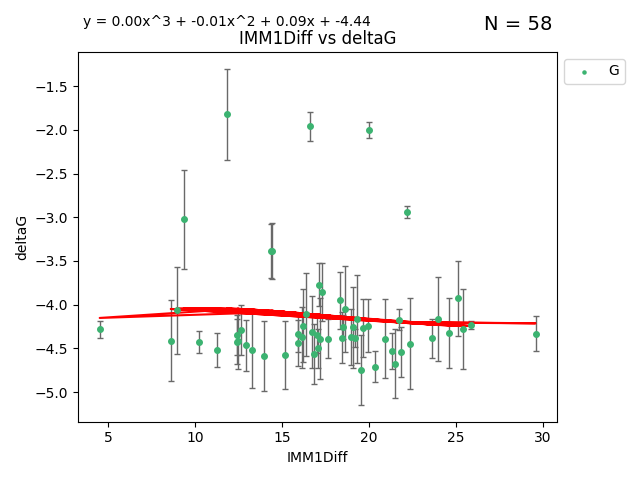 y = 0.00x^3 + -0.01x^2 + 0.09x + -4.44
N = 58
IMM1Diff vs deltaG
G
−1.5
−2.0
−2.5
−3.0
−3.5
−4.0
−4.5
−5.0
deltaG
5 10 15 20 25 30
IMM1Diff